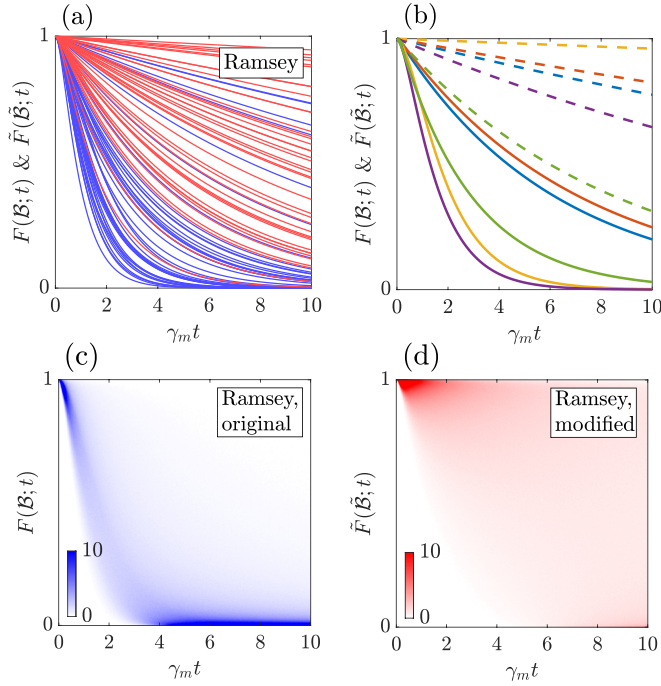 (a)
Ramsey
F(ℬ; t) & F̃(ℬ̃; t)
1
0
0 2 4 6 8 10
γₘt
(b)
F(ℬ; t) & F̃(ℬ̃; t)
1
0
0 2 4 6 8 10
γₘt
(c)
Ramsey,
original
F(ℬ; t)
1
0
10
0
0 2 4 6 8 10
γₘt
(d)
Ramsey,
modified
F̃(ℬ̃; t)
1
0
10
0
0 2 4 6 8 10
γₘt